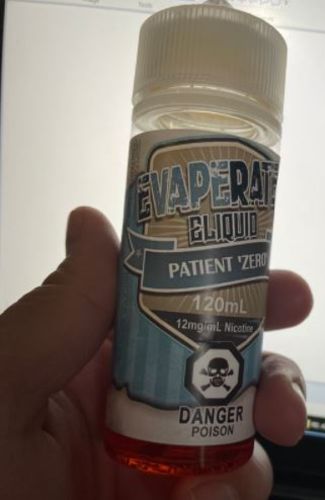 EVAPERATE
ELIQUID
PATIENT 'ZERO'
120mL
12mg/mL Nicotine
DANGER
POISON